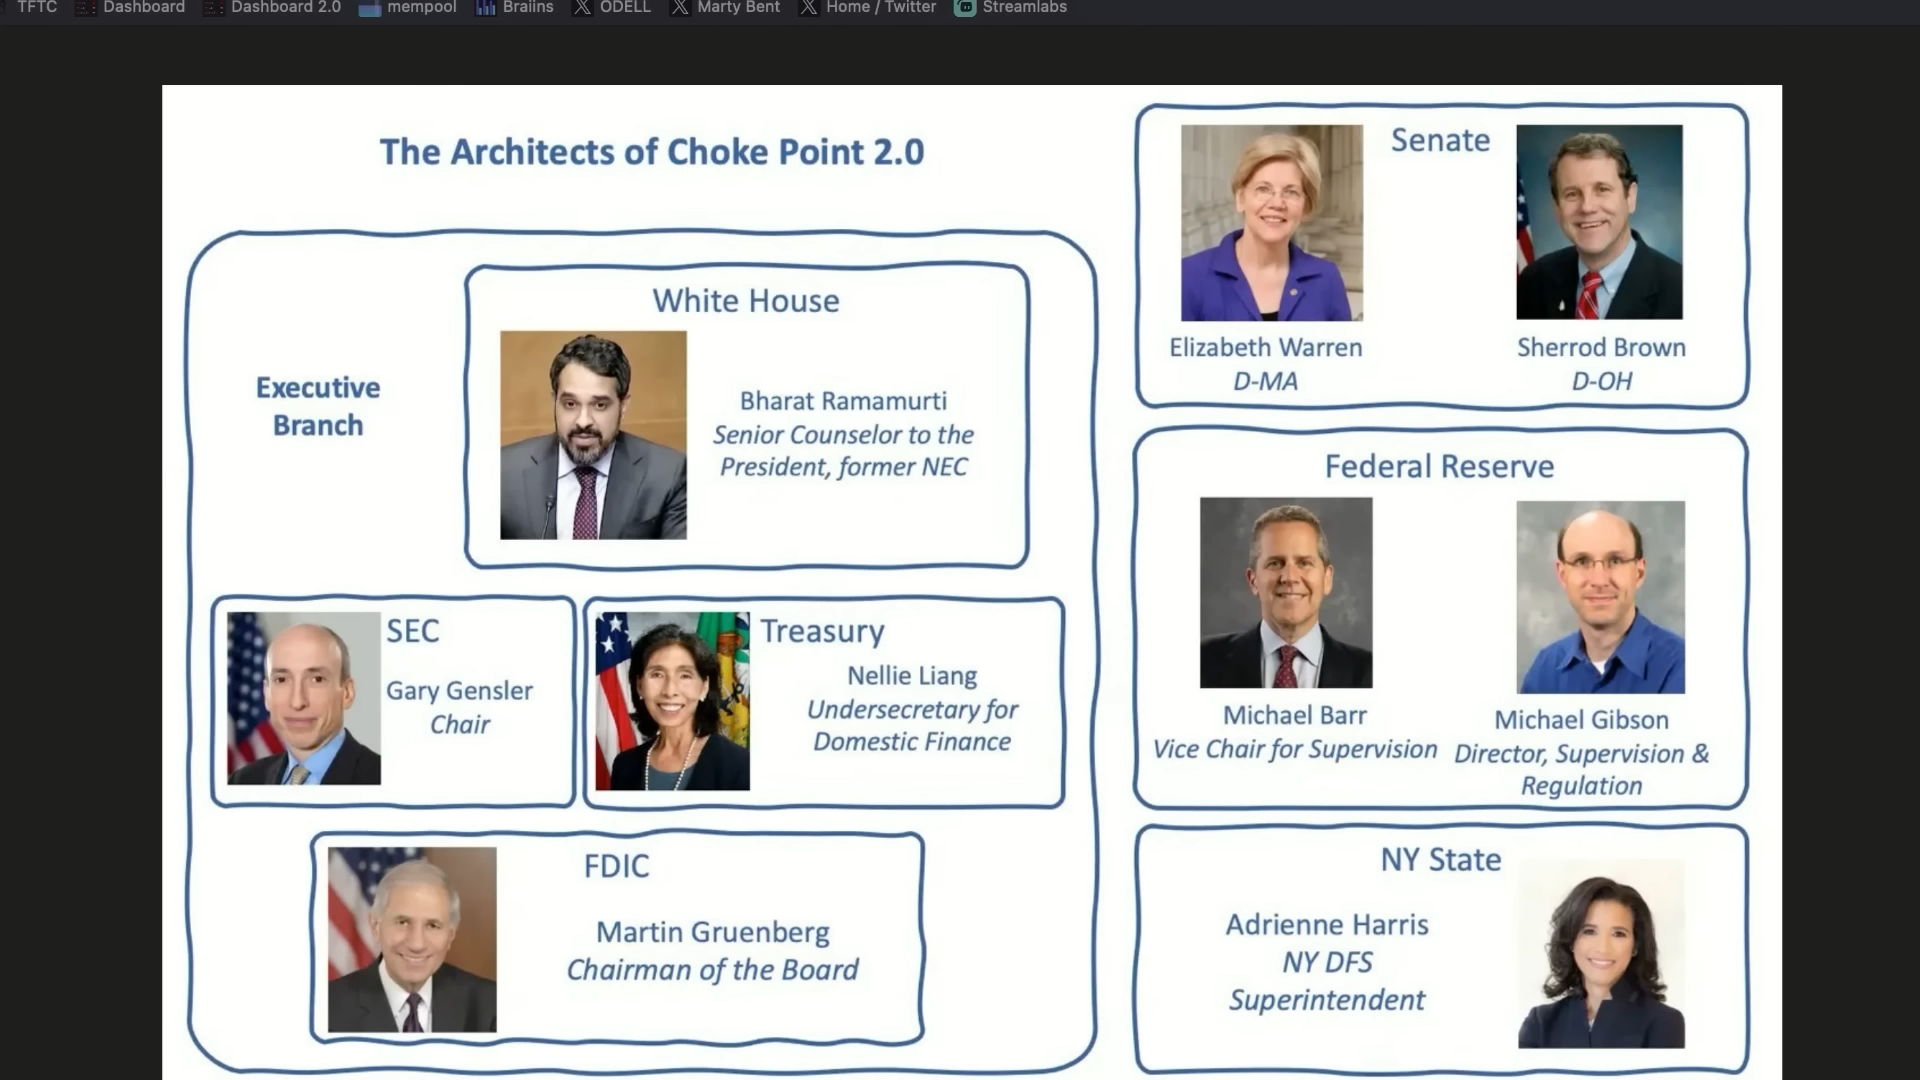 TFTC Dashboard Dashboard 2.0 mempool Braiins ODELL Marty Bent Home / Twitter Streamlabs
The Architects of Choke Point 2.0
Executive
Branch
White House
Bharat Ramamurti
Senior Counselor to the
President, former NEC
SEC
Gary Gensler
Chair
Treasury
Nellie Liang
Undersecretary for
Domestic Finance
FDIC
Martin Gruenberg
Chairman of the Board
Senate
Elizabeth Warren
D-MA
Sherrod Brown
D-OH
Federal Reserve
Michael Barr
Vice Chair for Supervision
Michael Gibson
Director, Supervision &
Regulation
NY State
Adrienne Harris
NY DFS
Superintendent